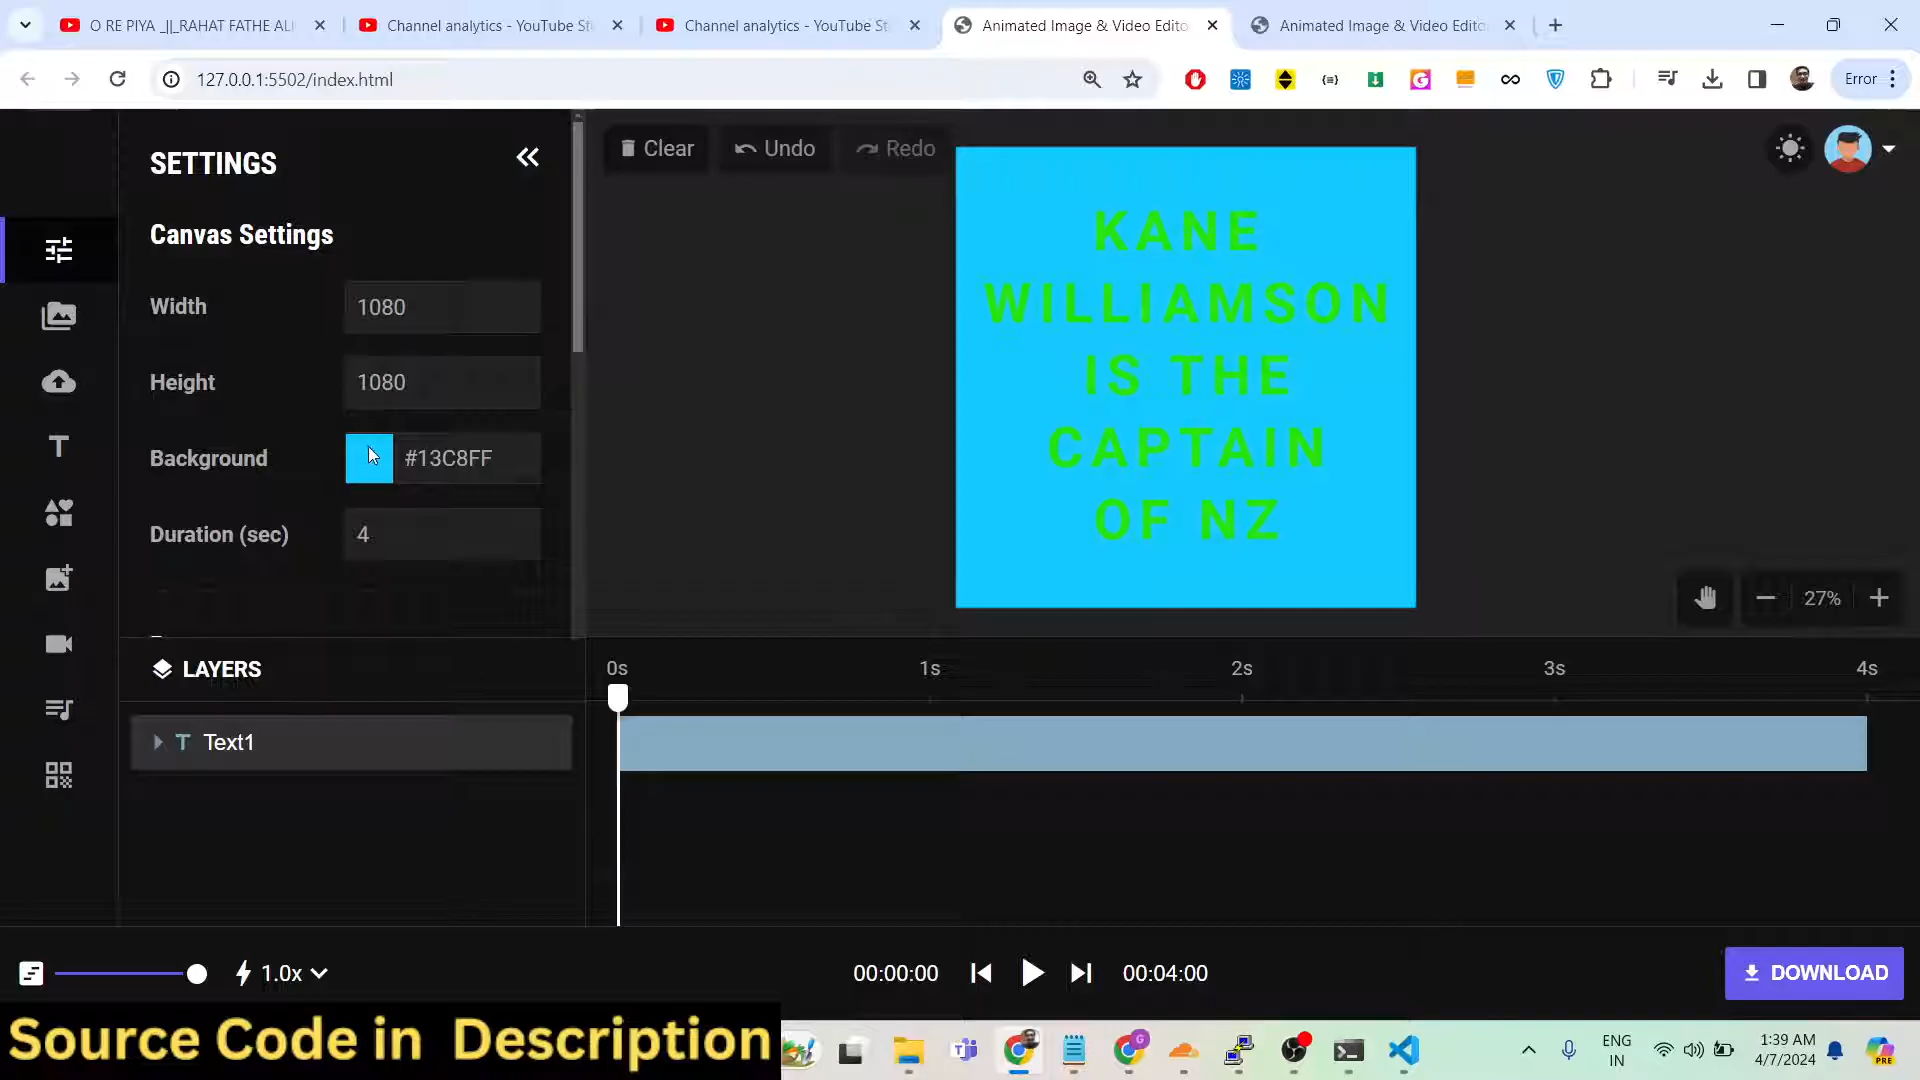 O RE PIYA _||_RAHAT FATHE ALI
Channel analytics - YouTube St
Channel analytics - YouTube St
Animated Image & Video Edito
Animated Image & Video Edito
127.0.0.1:5502/index.html
Error
SETTINGS
Clear
Undo
Redo
Canvas Settings
Width
1080
Height
1080
Background
#13C8FF
Duration (sec)
4
KANE
WILLIAMSON
IS THE
CAPTAIN
OF NZ
27%
LAYERS
0s
1s
2s
3s
4s
T
Text1
1.0x
00:00:00
00:04:00
DOWNLOAD
Source Code in Description
ENG
IN
1:39 AM
4/7/2024
PRE